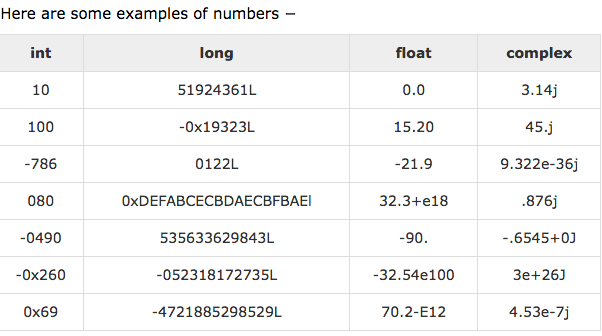 Here are some examples of numbers −
int long float complex
10 51924361L 0.0 3.14j
100 -0x19323L 15.20 45.j
-786 0122L -21.9 9.322e-36j
080 0xDEFABCECBDAECBFBAEl 32.3+e18 .876j
-0490 535633629843L -90. -.6545+0J
-0x260 -052318172735L -32.54e100 3e+26J
0x69 -4721885298529L 70.2-E12 4.53e-7j